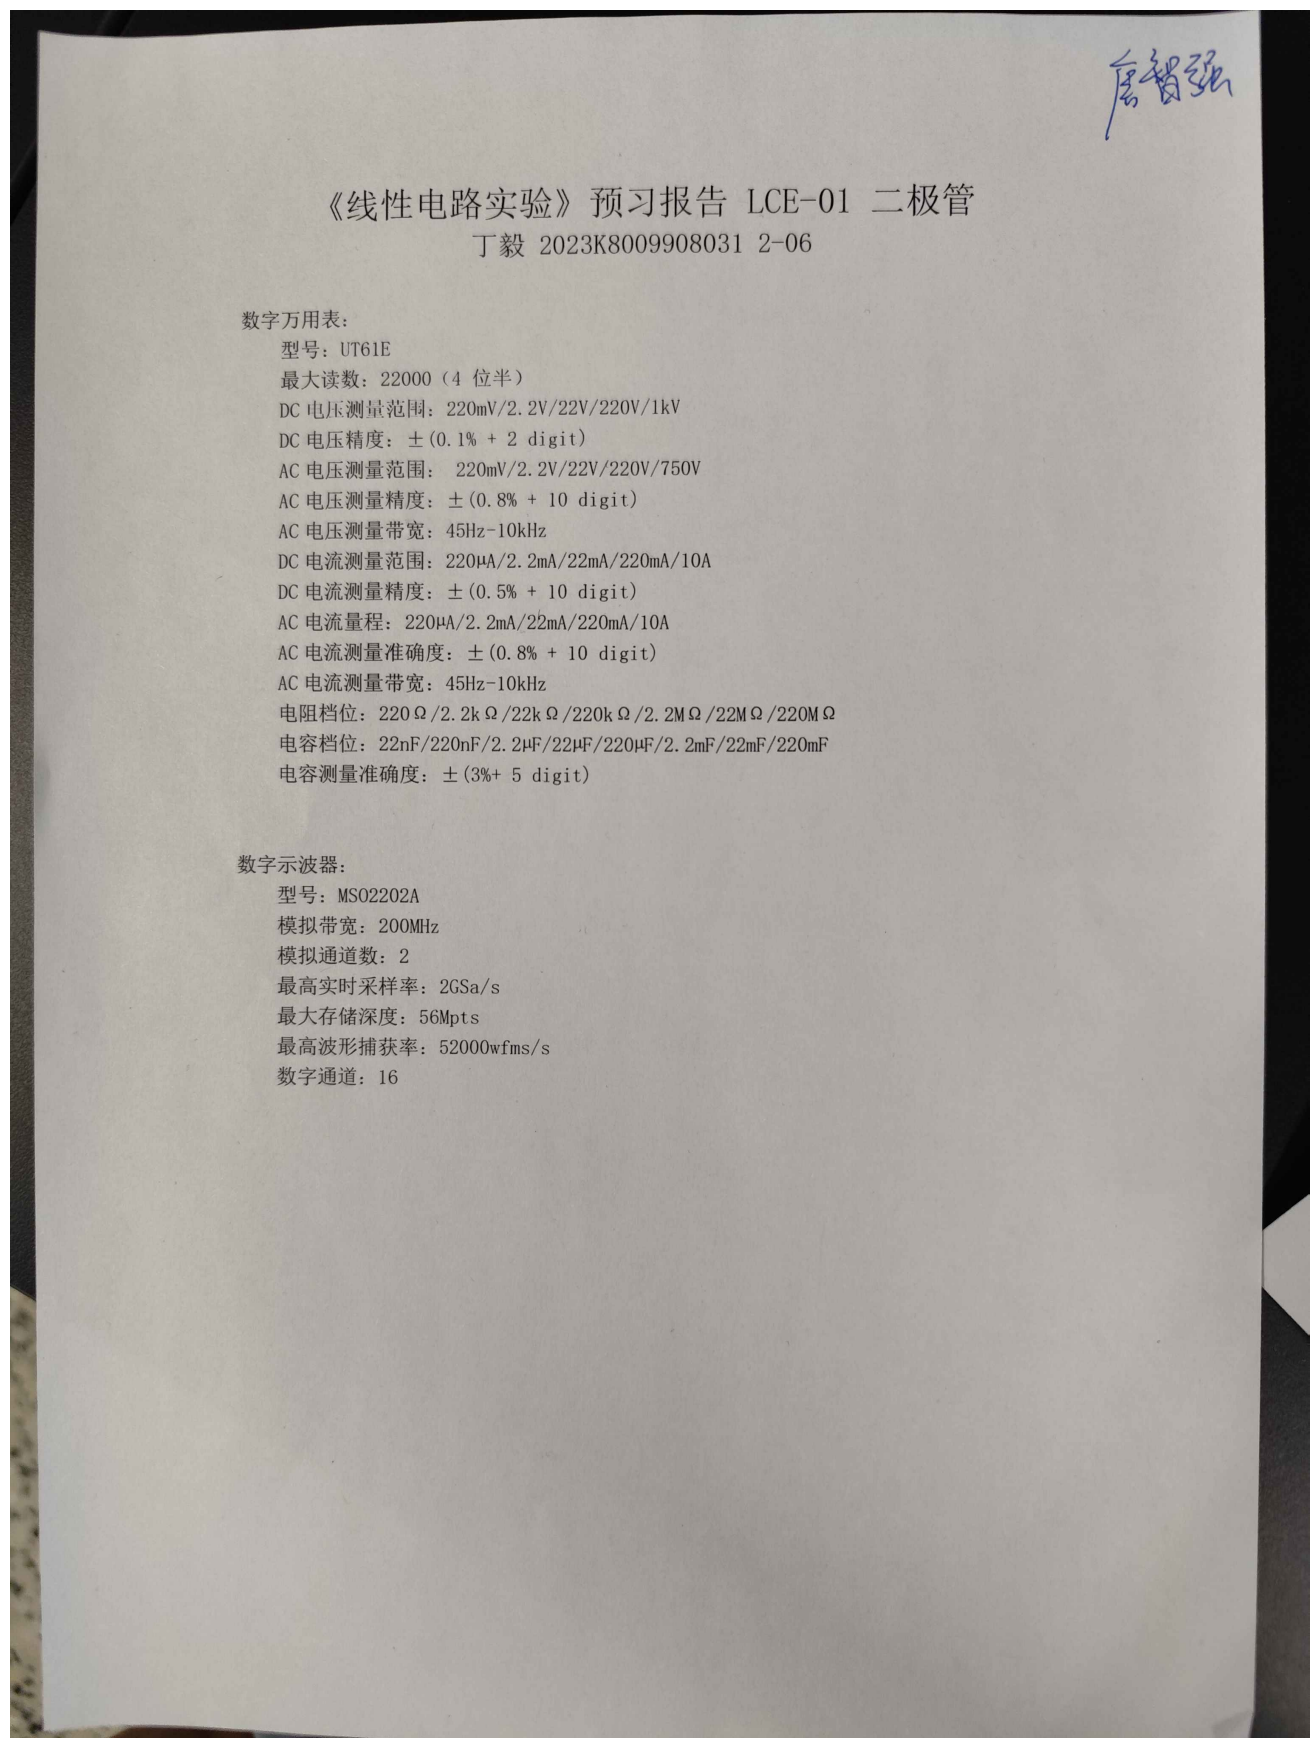 唐智强
《线性电路实验》预习报告 LCE-01 二极管
丁毅 2023K8009908031 2-06
数字万用表：
型号：UT61E
最大读数：22000（4 位半）
DC 电压测量范围：220mV/2.2V/22V/220V/1kV
DC 电压精度：±(0.1% + 2 digit)
AC 电压测量范围： 220mV/2.2V/22V/220V/750V
AC 电压测量精度：±(0.8% + 10 digit)
AC 电压测量带宽：45Hz-10kHz
DC 电流测量范围：220μA/2.2mA/22mA/220mA/10A
DC 电流测量精度：±(0.5% + 10 digit)
AC 电流量程：220μA/2.2mA/22mA/220mA/10A
AC 电流测量准确度：±(0.8% + 10 digit)
AC 电流测量带宽：45Hz-10kHz
电阻档位：220Ω/2.2kΩ/22kΩ/220kΩ/2.2MΩ/22MΩ/220MΩ
电容档位：22nF/220nF/2.2μF/22μF/220μF/2.2mF/22mF/220mF
电容测量准确度：±(3%+ 5 digit)
数字示波器：
型号：MSO2202A
模拟带宽：200MHz
模拟通道数：2
最高实时采样率：2GSa/s
最大存储深度：56Mpts
最高波形捕获率：52000wfms/s
数字通道：16